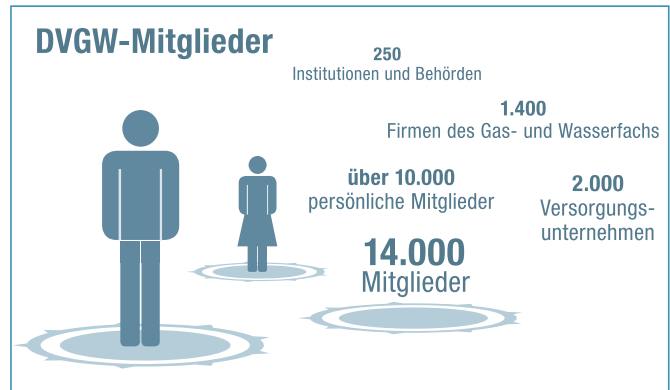 DVGW-Mitglieder
250
Institutionen und Behörden
1.400
Firmen des Gas- und Wasserfachs
über 10.000
persönliche Mitglieder
2.000
Versorgungs-
unternehmen
14.000
Mitglieder